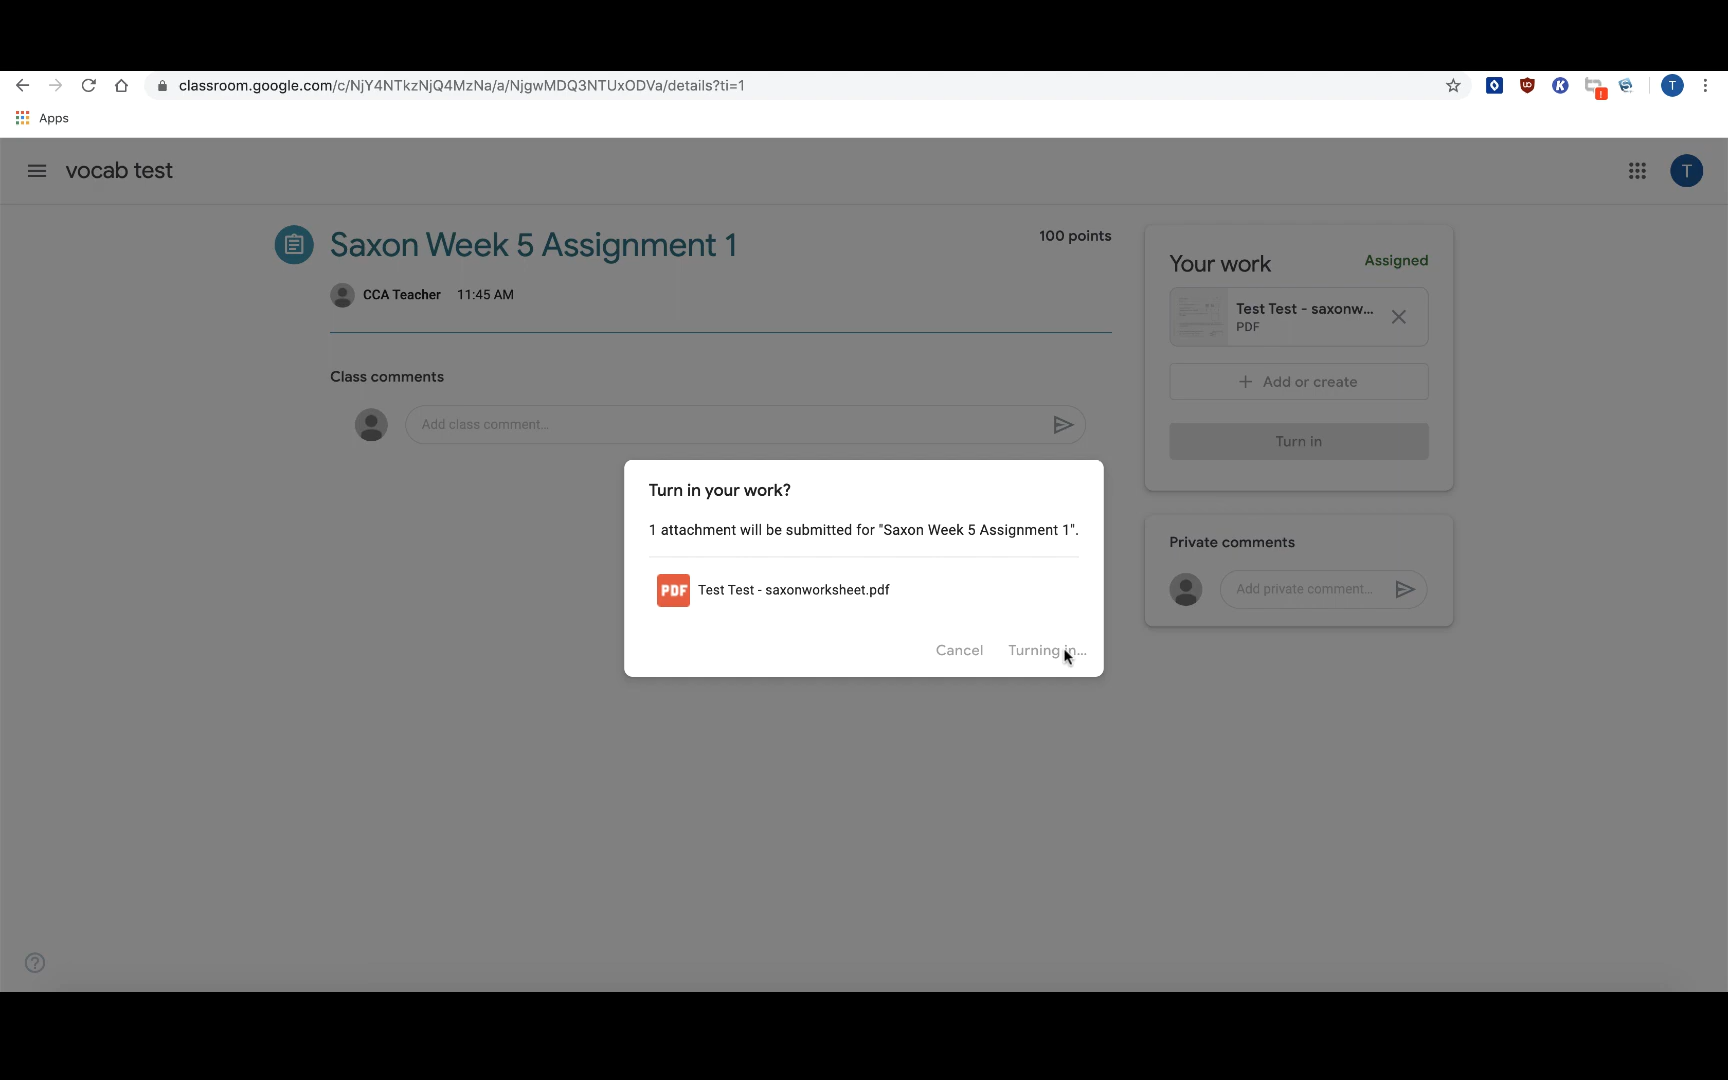 classroom.google.com/c/NjY4NTkzNjQ4MzNa/a/NjgwMDQ3NTUxODVa/details?ti=1
K
!
T
Apps
vocab test
T
Saxon Week 5 Assignment 1
100 points
CCA Teacher 11:45 AM
Class comments
Add class comment...
Your work
Assigned
Test Test - saxonw...
PDF
+ Add or create
Turn in
Private comments
Add private comment...
Turn in your work?
1 attachment will be submitted for "Saxon Week 5 Assignment 1".
PDF Test Test - saxonworksheet.pdf
Cancel Turning in...
?